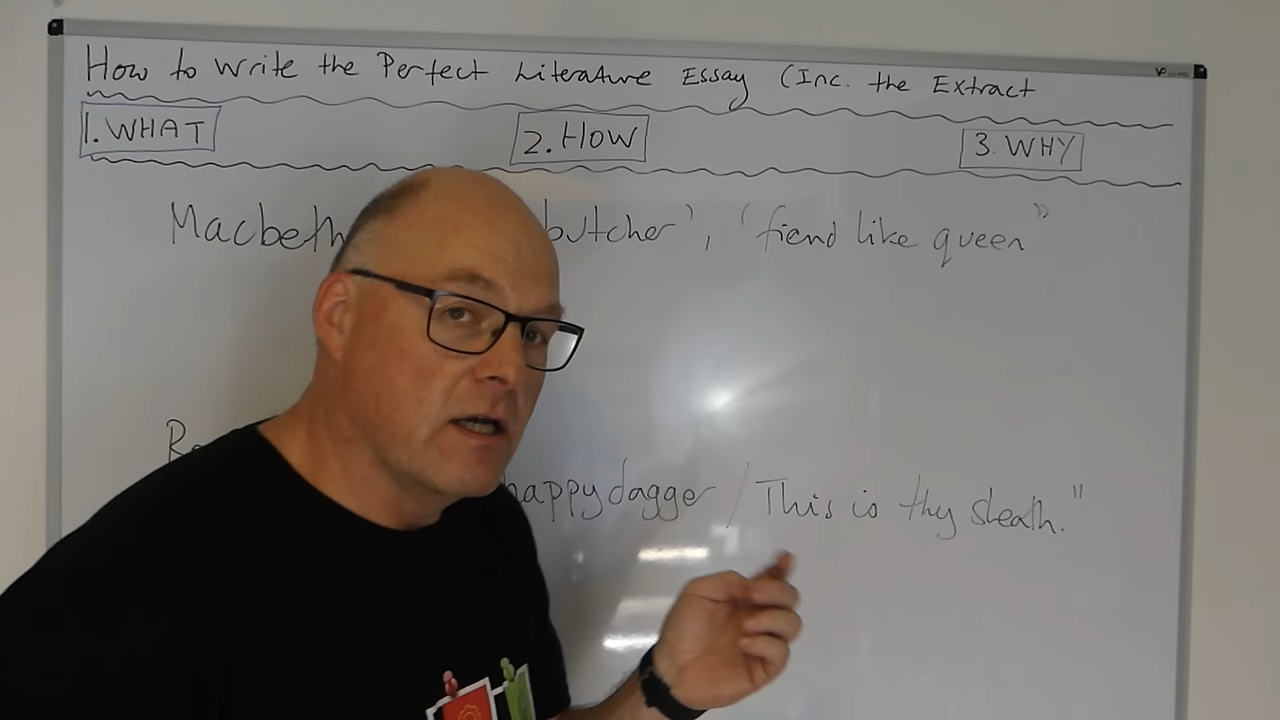 How to Write the Perfect Literature Essay (Inc. the Extract
1. WHAT 2. HOW 3. WHY
Macbeth butcher', 'fiend like queen"
happy dagger / This is thy sheath."